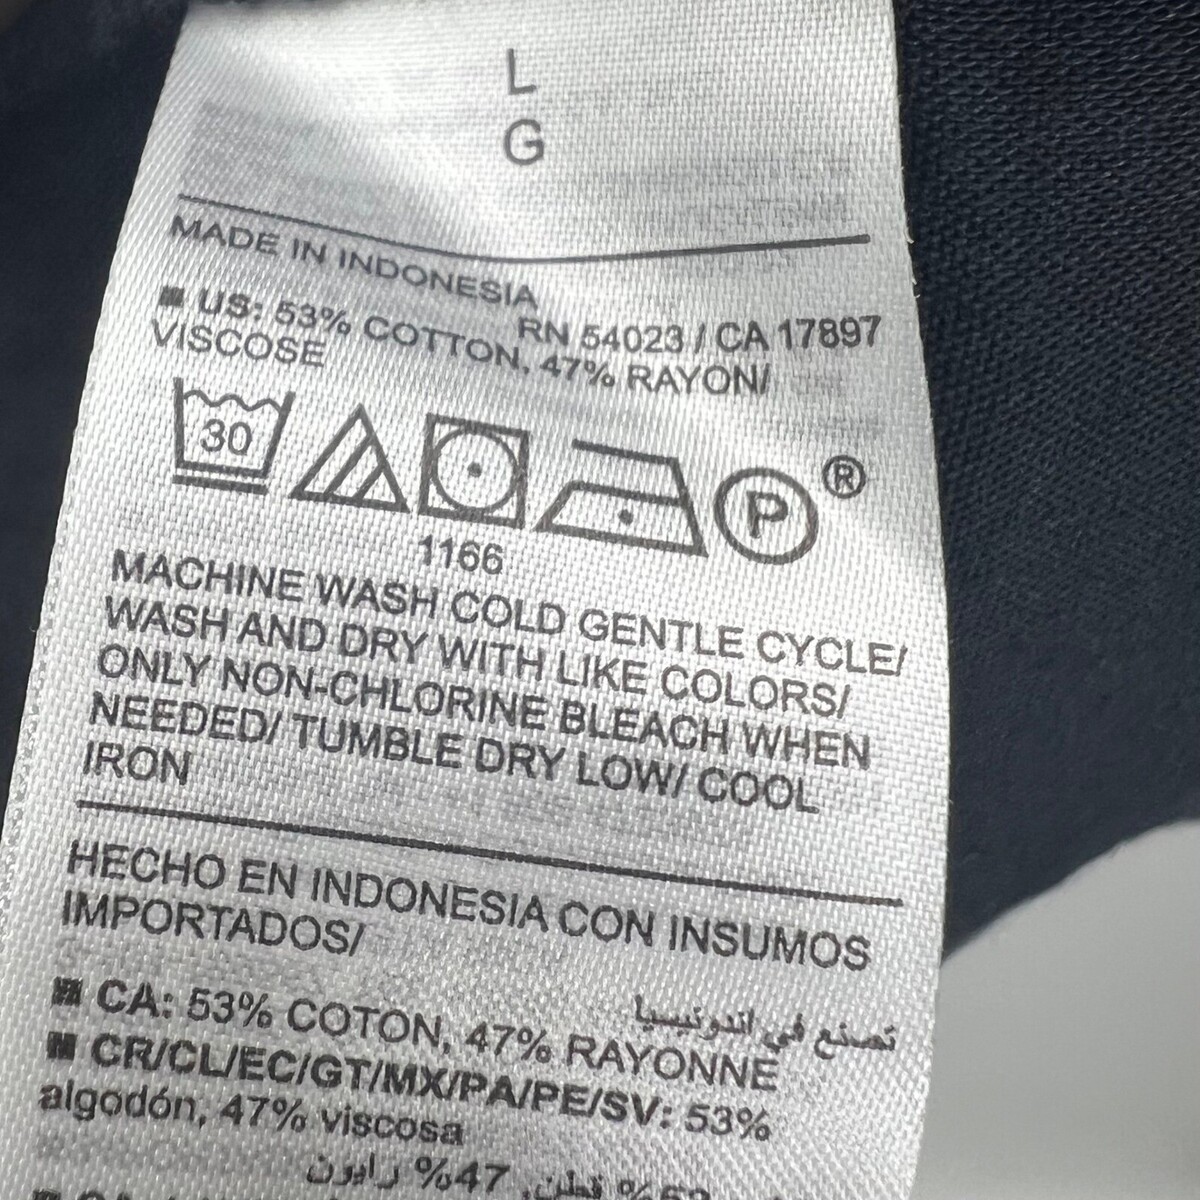 L
G
MADE IN INDONESIA
RN 54023 / CA 17897
US: 53% COTTON, 47% RAYON/
VISCOSE
30
P
®
1166
MACHINE WASH COLD GENTLE CYCLE/
WASH AND DRY WITH LIKE COLORS/
ONLY NON-CHLORINE BLEACH WHEN
NEEDED/ TUMBLE DRY LOW/ COOL
IRON
HECHO EN INDONESIA CON INSUMOS
IMPORTADOS/
تصنع في اندونيسيا
CA: 53% COTON, 47% RAYONNE
CR/CL/EC/GT/MX/PA/PE/SV: 53%
algodón, 47% viscosa
قطن, 47% رايون